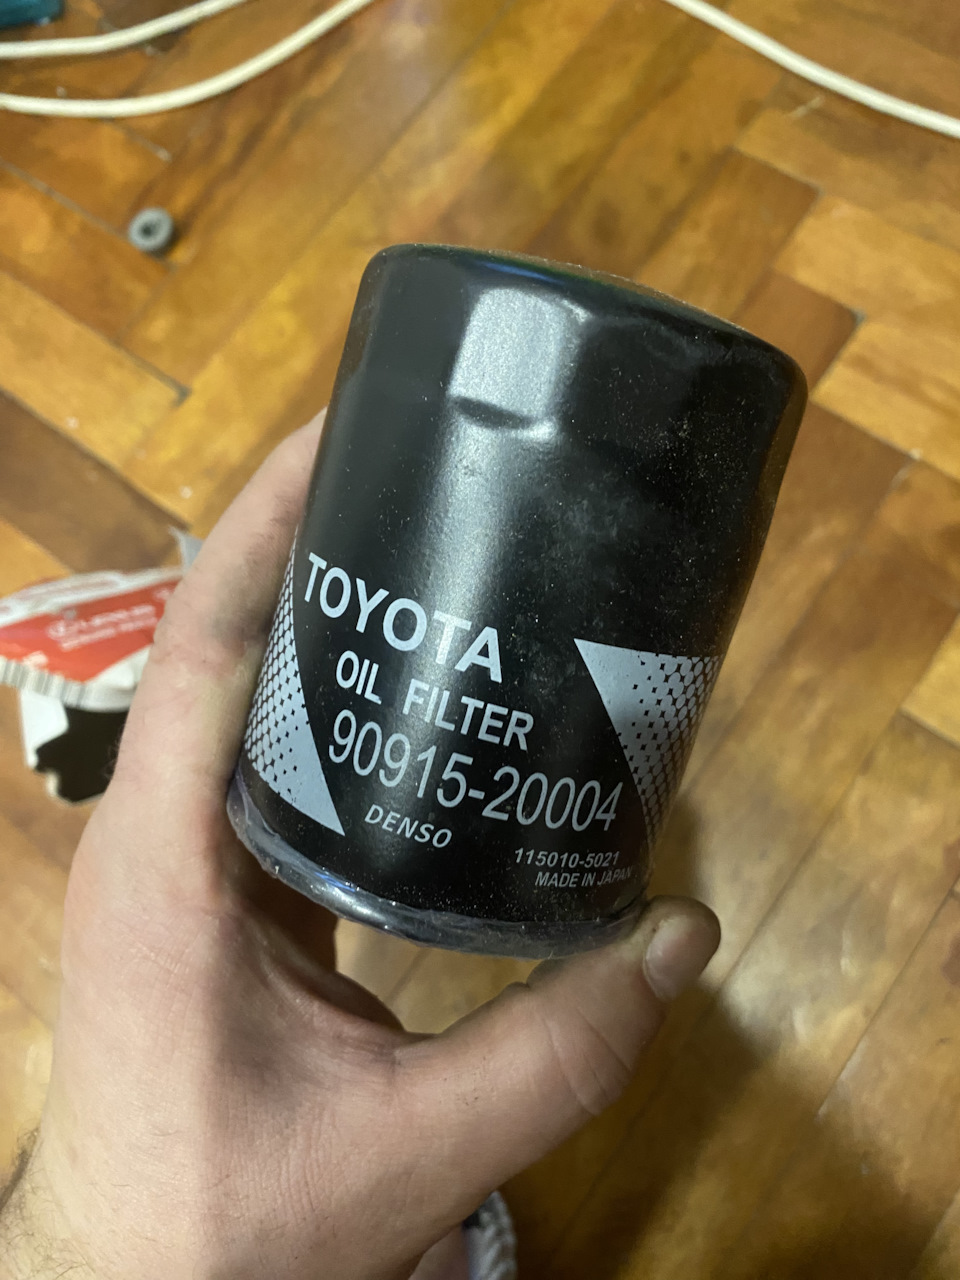 TOYOTA
OIL FILTER
90915-20004
DENSO
115010-5021
MADE IN JAPAN